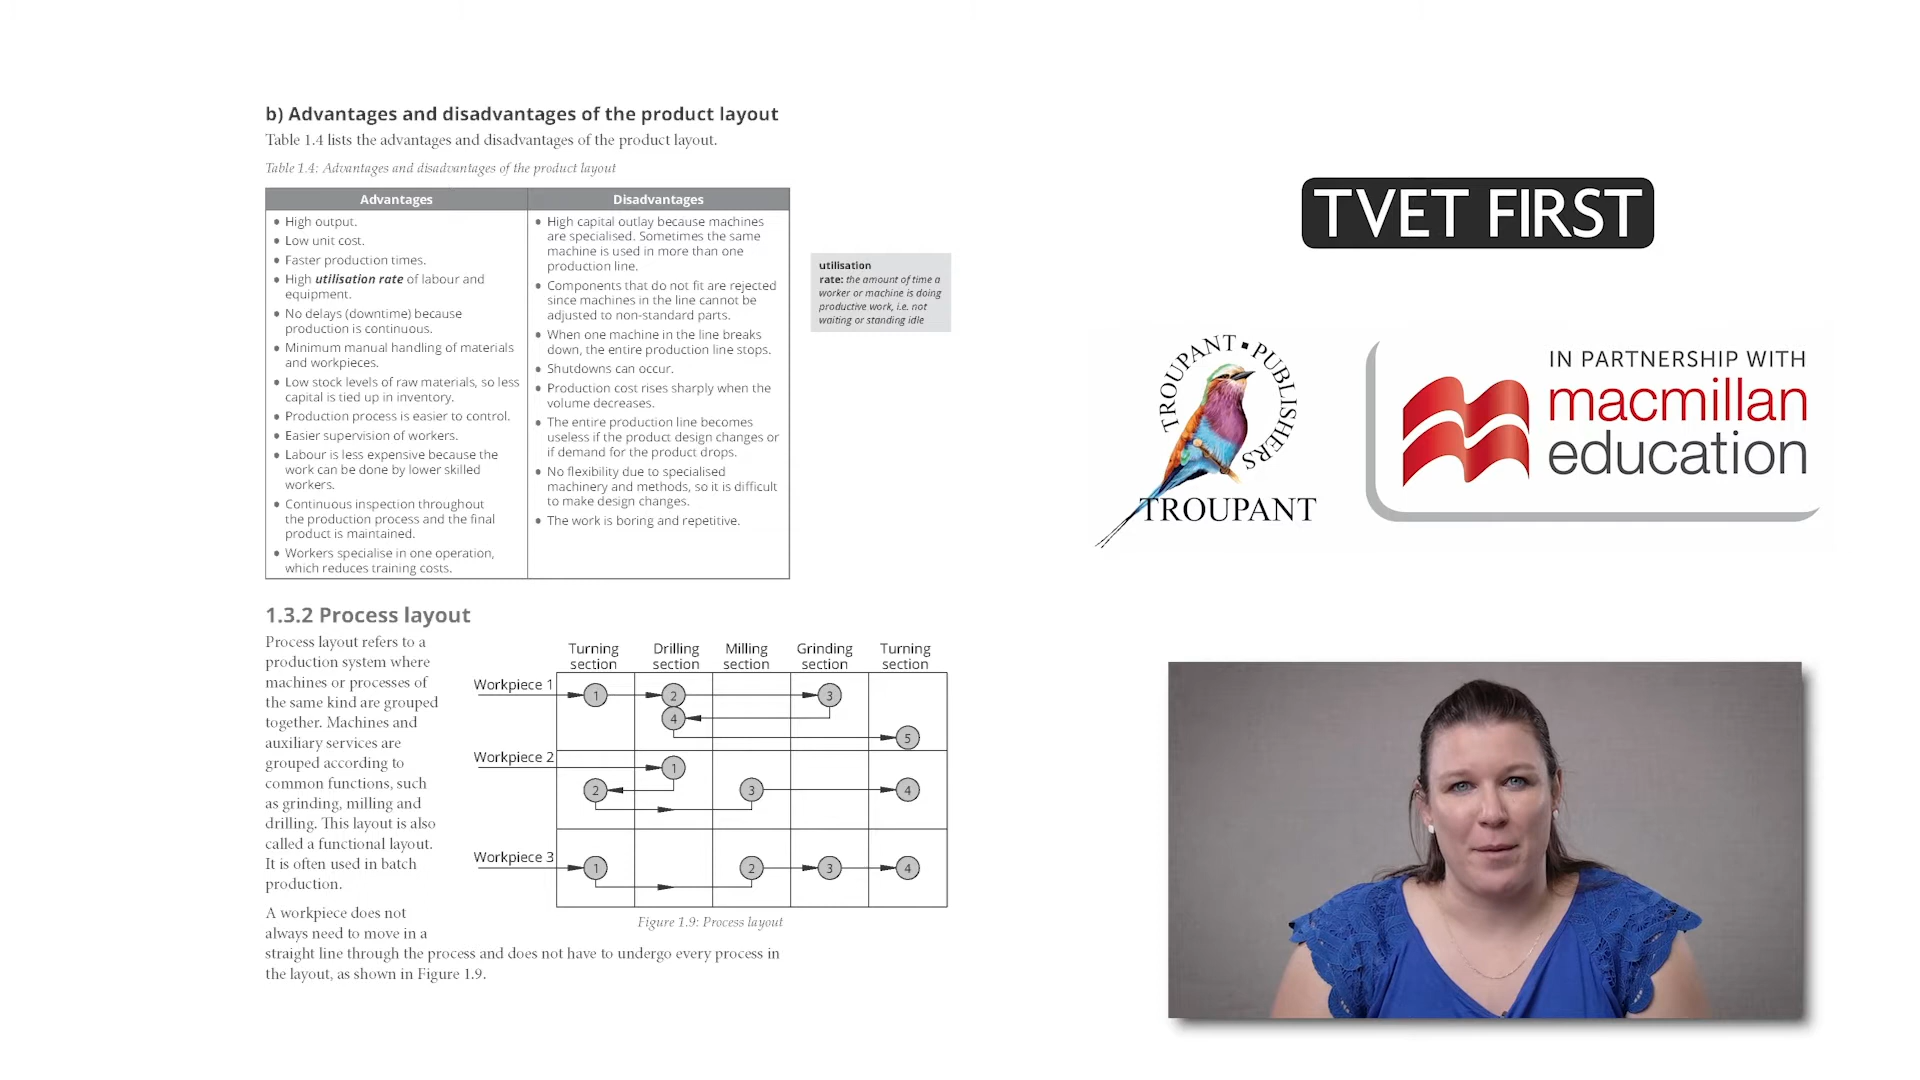 b) Advantages and disadvantages of the product layout
Table 1.4 lists the advantages and disadvantages of the product layout.
Table 1.4: Advantages and disadvantages of the product layout
Advantages
• High output.
• Low unit cost.
• Faster production times.
• High utilisation rate of labour and
equipment.
• No delays (downtime) because
production is continuous.
• Minimum manual handling of materials
and workpieces.
• Low stock levels of raw materials, so less
capital is tied up in inventory.
• Production process is easier to control.
• Easier supervision of workers.
• Labour is less expensive because the
work can be done by lower skilled
workers.
• Continuous inspection throughout
the production process and the final
product is maintained.
• Workers specialise in one operation,
which reduces training costs.
Disadvantages
• High capital outlay because machines
are specialised. Sometimes the same
machine is used in more than one
production line.
• Components that do not fit are rejected
since machines in the line cannot be
adjusted to non-standard parts.
• When one machine in the line breaks
down, the entire production line stops.
• Shutdowns can occur.
• Production cost rises sharply when the
volume decreases.
• The entire production line becomes
useless if the product design changes or
if demand for the product drops.
• No flexibility due to specialised
machinery and methods, so it is difficult
to make design changes.
• The work is boring and repetitive.
utilisation
rate: the amount of time a
worker or machine is doing
productive work, i.e. not
waiting or standing idle
1.3.2 Process layout
Process layout refers to a
production system where
machines or processes of
the same kind are grouped
together. Machines and
auxiliary services are
grouped according to
common functions, such
as grinding, milling and
drilling. This layout is also
called a functional layout.
It is often used in batch
production.
A workpiece does not
always need to move in a
straight line through the process and does not have to undergo every process in
the layout, as shown in Figure 1.9.
Turning
section
Drilling
section
Milling
section
Grinding
section
Turning
section
Workpiece 1
1
2
3
4
5
Workpiece 2
1
2
3
4
Workpiece 3
1
2
3
4
Figure 1.9: Process layout
TVET FIRST
TROUPANT PUBLISHERS
TROUPANT
IN PARTNERSHIP WITH
macmillan
education